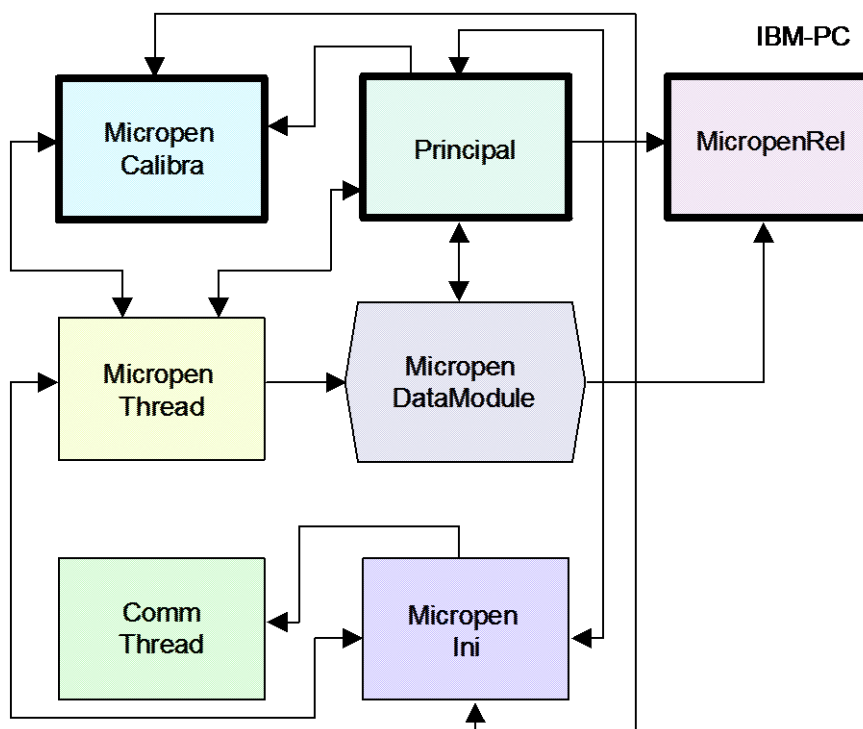 IBM-PC
Micropen
Calibra
Principal
MicropenRel
Micropen
Thread
Micropen
DataModule
Comm
Thread
Micropen
Ini